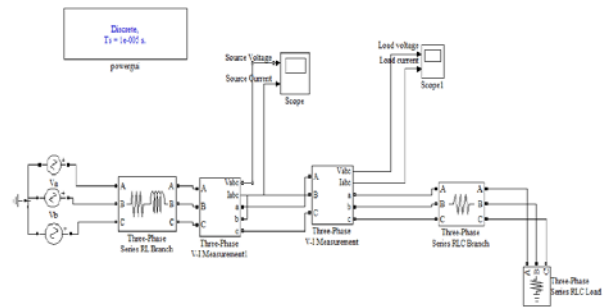 Discrete,
Ts = 1e-005 s.
powergui
Source Voltage
Source Current
Scope
Load voltage
Load current
Scope1
Va
Vb
A
B
C
A
B
C
Three-Phase
Series RL Branch
A
B
C
Vabc
Iabc
a
b
c
Three-Phase
V-I Measurement1
A
B
C
Vabc
Iabc
a
b
c
Three-Phase
V-I Measurement
A
B
C
A
B
C
Three-Phase
Series RLC Branch
A
B
C
Three-Phase
Series RLC Load